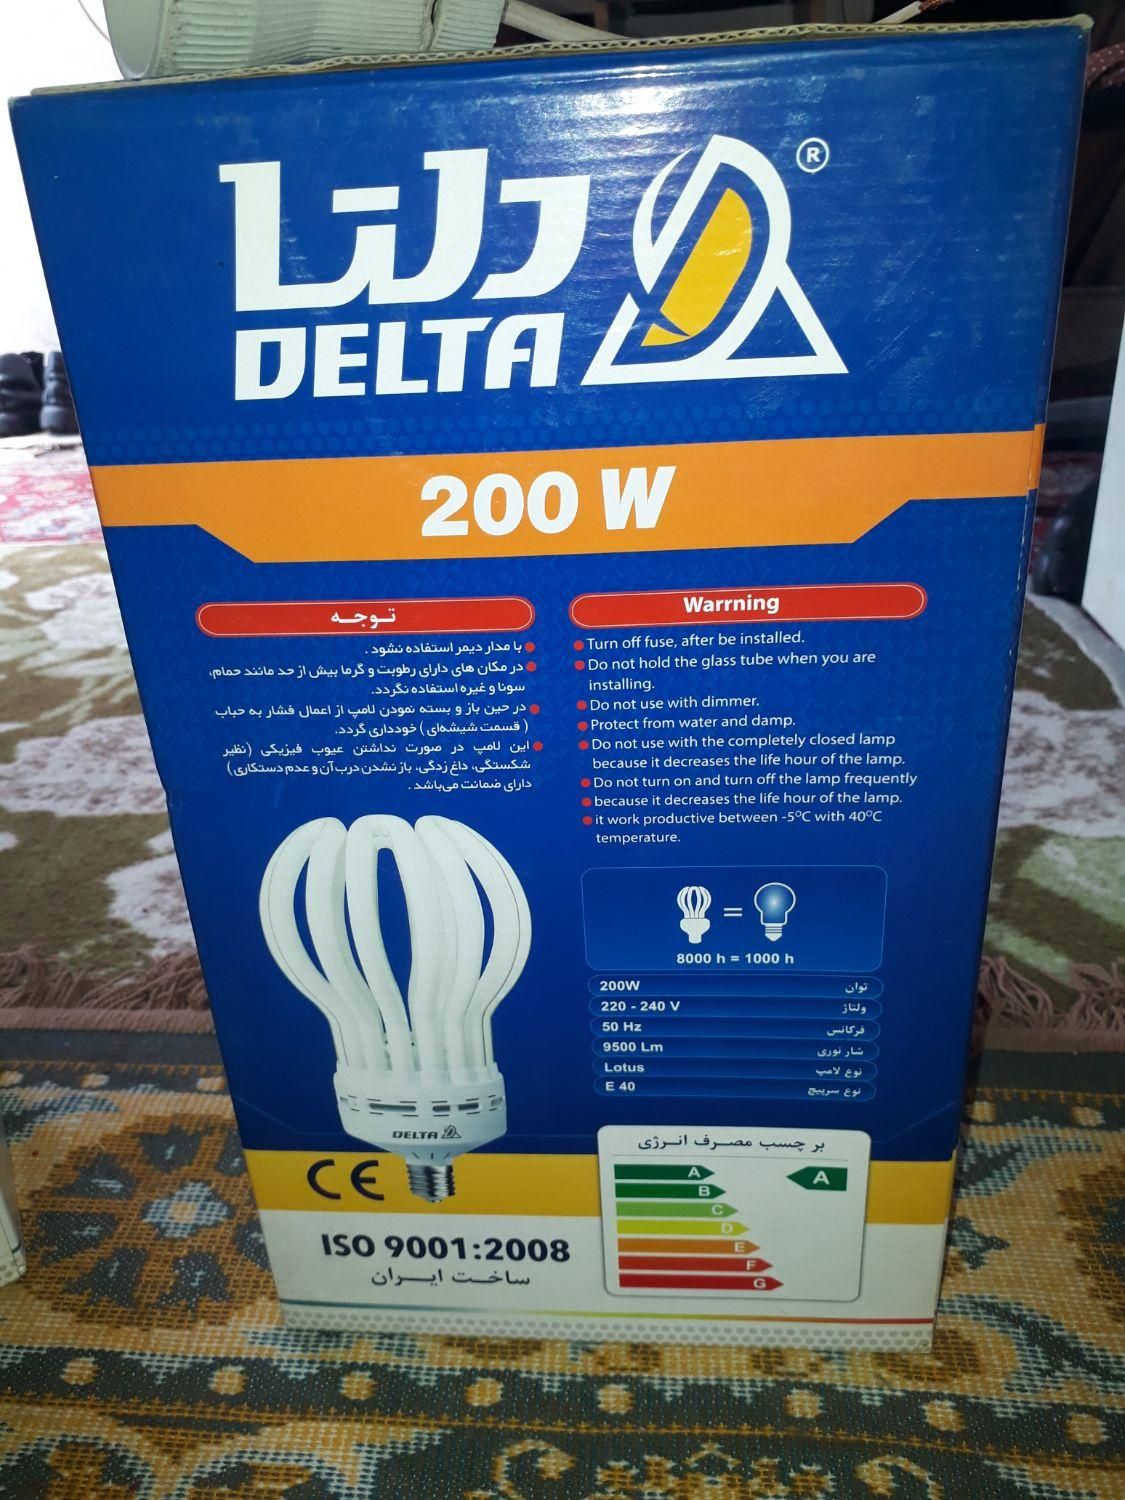 دلتا
®
DELTA
200 W
توجه
با مدار دیمر استفاده نشود .
در مکان های دارای رطوبت و گرما بیش از حد مانند حمام،
سونا و غیره استفاده نگردد.
در حین باز و بسته نمودن لامپ از اعمال فشار به حباب
( قسمت شیشه‌ای ) خودداری گردد.
این لامپ در صورت نداشتن عیوب فیزیکی (نظیر
شکستگی، داغ زدگی، باز نشدن درب آن و عدم دستکاری)
دارای ضمانت می‌باشد .
Warrning
Turn off fuse, after be installed.
Do not hold the glass tube when you are
installing.
Do not use with dimmer.
Protect from water and damp.
Do not use with the completely closed lamp
because it decreases the life hour of the lamp.
Do not turn on and turn off the lamp frequently
because it decreases the life hour of the lamp.
it work productive between -5°C with 40°C
temperature.
=
8000 h = 1000 h
200W توان
220 - 240 V ولتاژ
50 Hz فرکانس
9500 Lm شار نوری
Lotus نوع لامپ
E 40 نوع سرپیچ
DELTA
CE
ISO 9001:2008
ساخت ایران
بر چسب مصرف انرژی
A A
B
C
D
E
F
G